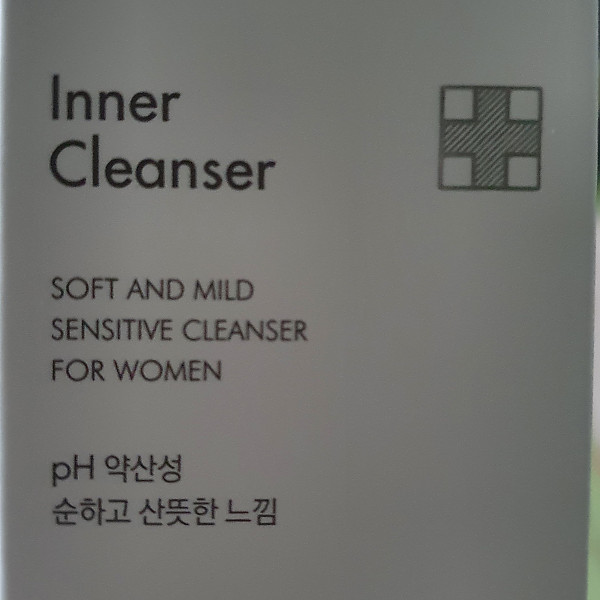 Inner
Cleanser
SOFT AND MILD
SENSITIVE CLEANSER
FOR WOMEN
pH 약산성
순하고 산뜻한 느낌